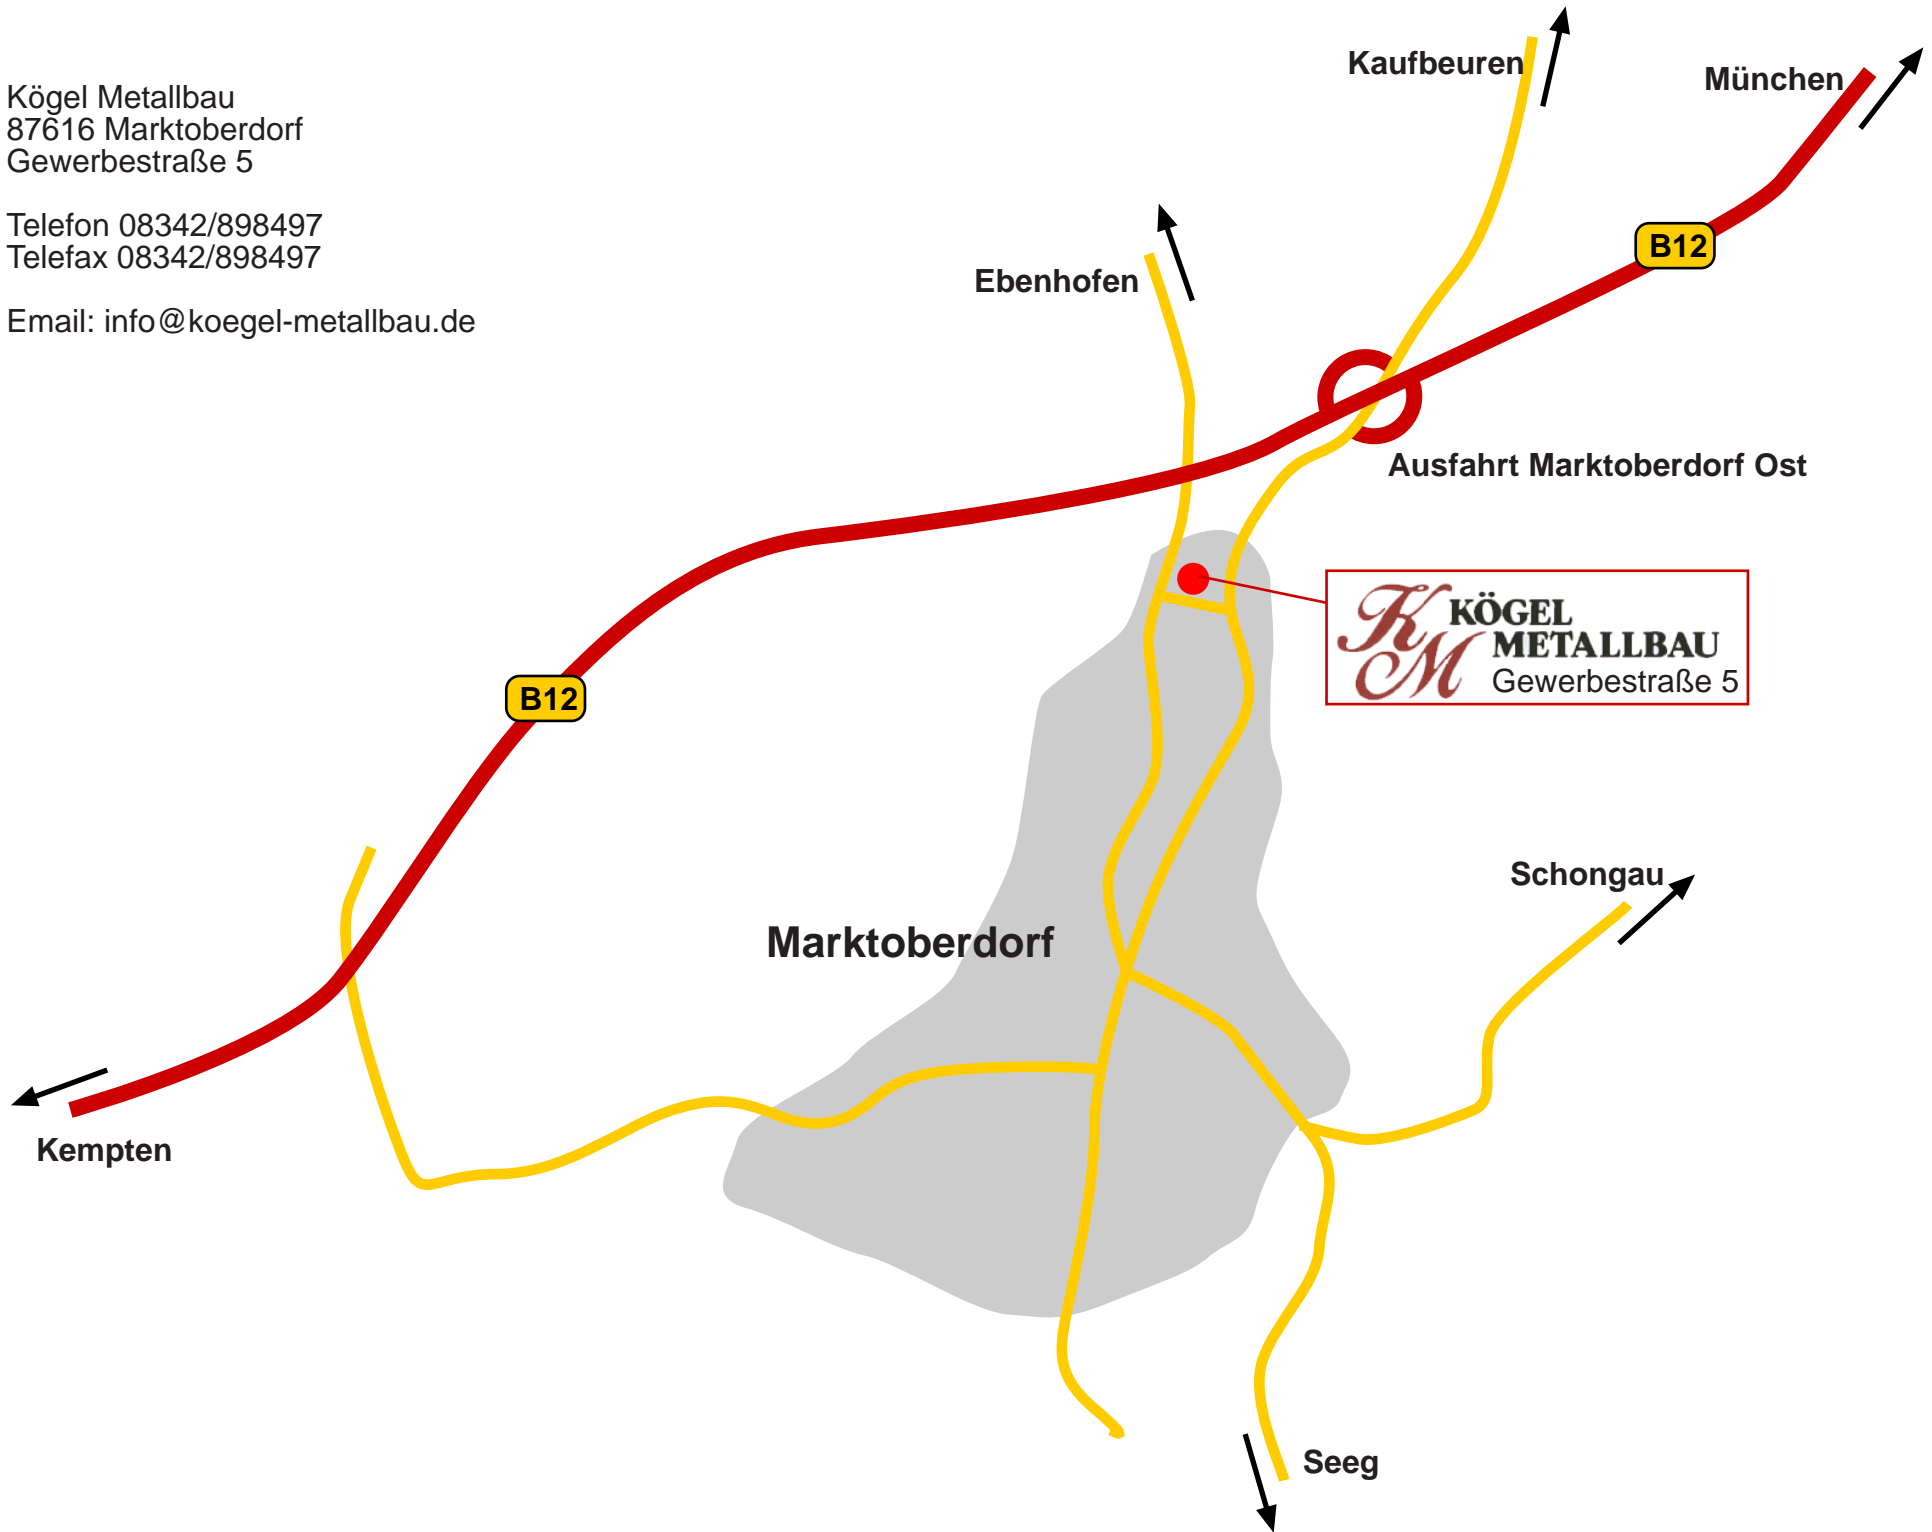 Kögel Metallbau
87616 Marktoberdorf
Gewerbestraße 5
Telefon 08342/898497
Telefax 08342/898497
Email: info@koegel-metallbau.de
Kaufbeuren
München
B12
Ebenhofen
Ausfahrt Marktoberdorf Ost
KM
KÖGEL
METALLBAU
Gewerbestraße 5
B12
Schongau
Marktoberdorf
Kempten
Seeg